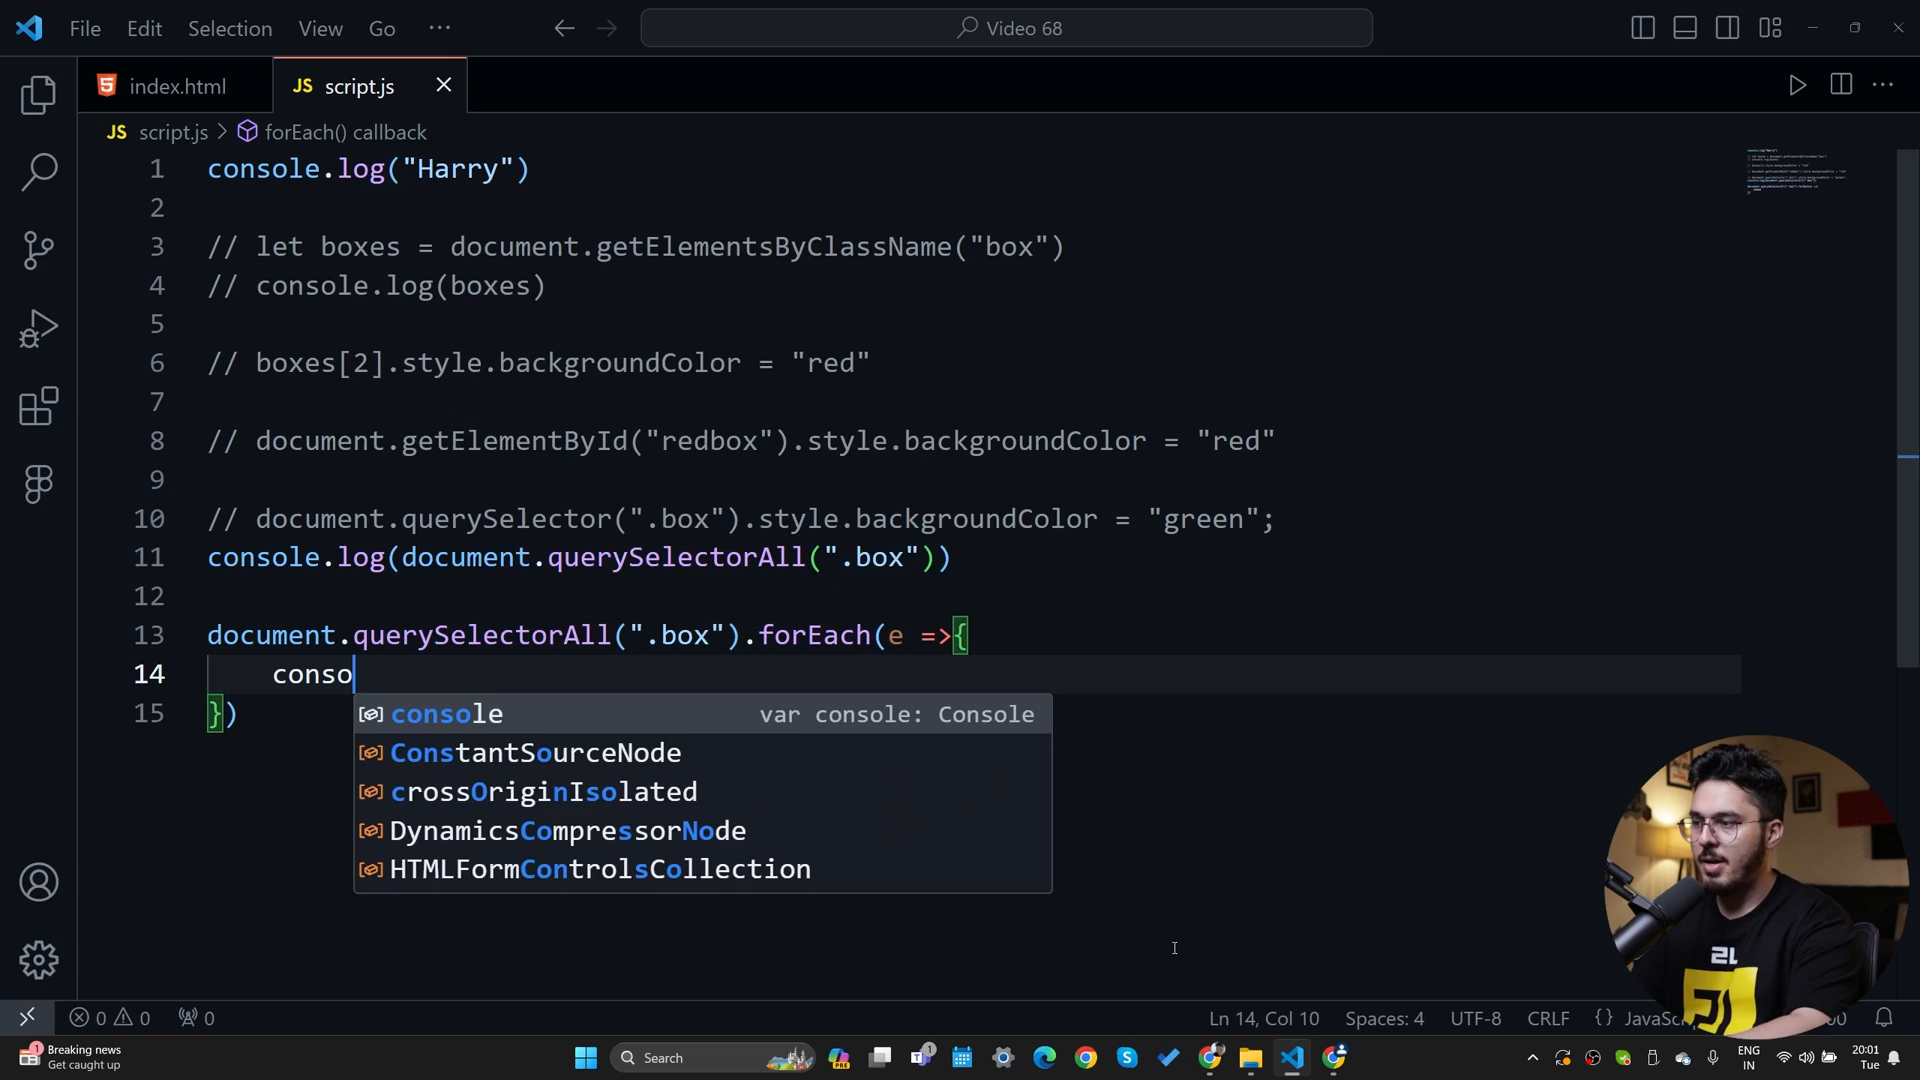 File Edit Selection View Go ··· Video 68
index.html JS script.js
JS script.js > forEach() callback
1 console.log("Harry")
2
3 // let boxes = document.getElementsByClassName("box")
4 // console.log(boxes)
5
6 // boxes[2].style.backgroundColor = "red"
7
8 // document.getElementById("redbox").style.backgroundColor = "red"
9
10 // document.querySelector(".box").style.backgroundColor = "green";
11 console.log(document.querySelectorAll(".box"))
12
13 document.querySelectorAll(".box").forEach(e =>{
14 conso
15 })
console var console: Console
ConstantSourceNode
crossOriginIsolated
DynamicsCompressorNode
HTMLFormControlsCollection
0 0 0 Ln 14, Col 10 Spaces: 4 UTF-8 CRLF {}
1 Breaking news
Get caught up
Search
PRE
1
ENG
IN
20:01
Tue